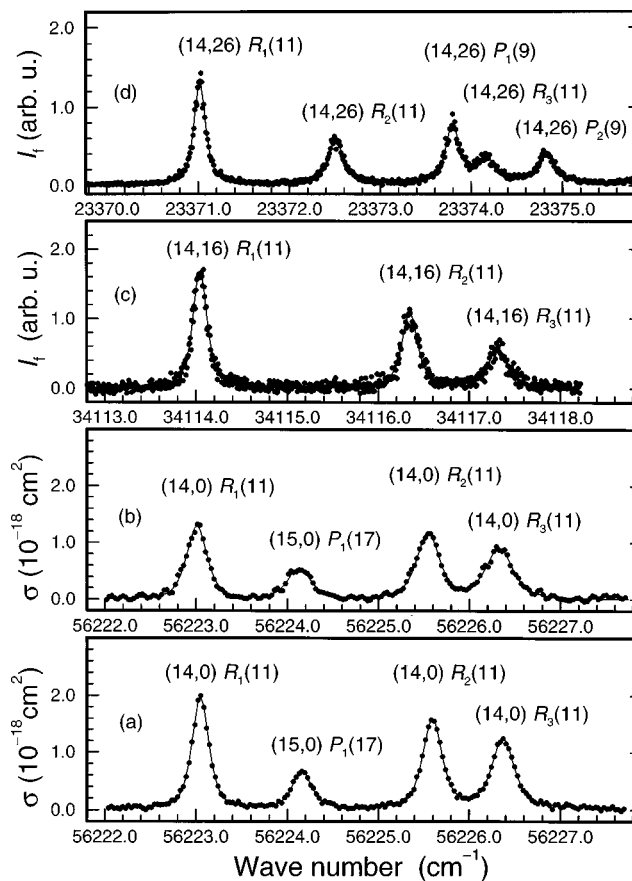 (d)
I_f (arb. u.)
2.0
1.0
0.0
(14,26) R₁(11)
(14,26) R₂(11)
(14,26) P₁(9)
(14,26) R₃(11)
(14,26) P₂(9)
23370.0 23371.0 23372.0 23373.0 23374.0 23375.0
(c)
I_f (arb. u.)
2.0
1.0
0.0
(14,16) R₁(11)
(14,16) R₂(11)
(14,16) R₃(11)
34113.0 34114.0 34115.0 34116.0 34117.0 34118.0
(b)
σ (10⁻¹⁸ cm²)
2.0
1.0
0.0
(14,0) R₁(11)
(15,0) P₁(17)
(14,0) R₂(11)
(14,0) R₃(11)
56222.0 56223.0 56224.0 56225.0 56226.0 56227.0
(a)
σ (10⁻¹⁸ cm²)
2.0
1.0
0.0
(14,0) R₁(11)
(15,0) P₁(17)
(14,0) R₂(11)
(14,0) R₃(11)
56222.0 56223.0 56224.0 56225.0 56226.0 56227.0
Wave number (cm⁻¹)